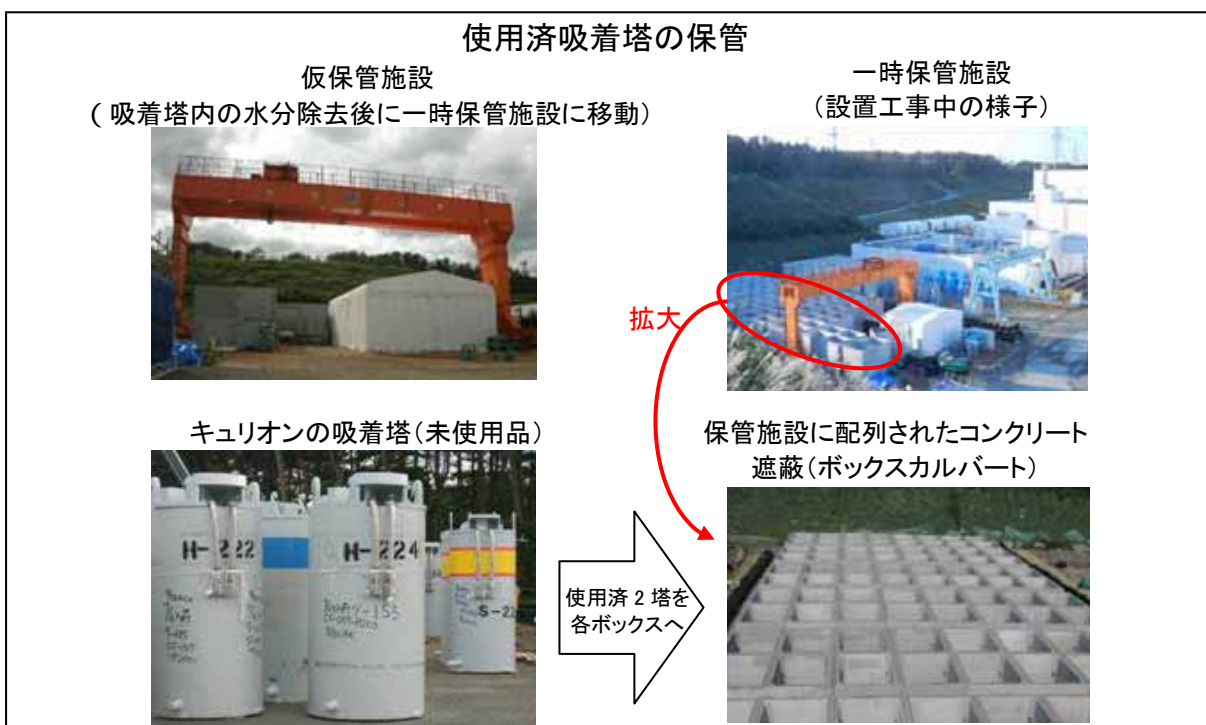 使用済吸着塔の保管
仮保管施設
(吸着塔内の水分除去後に一時保管施設に移動)
一時保管施設
(設置工事中の様子)
拡大
キュリオンの吸着塔(未使用品)
保管施設に配列されたコンクリート
遮蔽(ボックスカルバート)
H-222
H-224
S-22
使用済2塔を
各ボックスへ